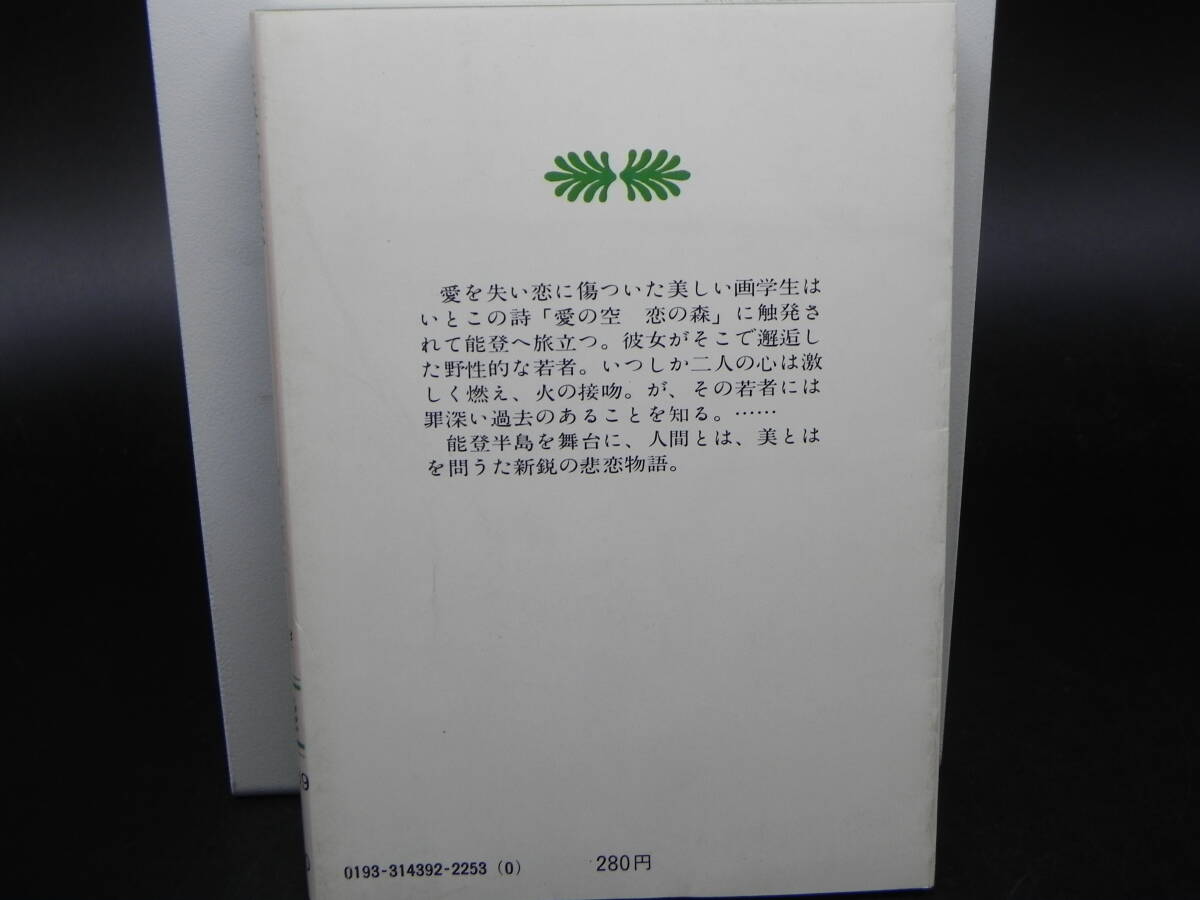 愛を失い恋に傷ついた美しい画学生は
いとこの詩「愛の空　恋の森」に触発さ
れて能登へ旅立つ。彼女がそこで邂逅し
た野性的な若者。いつしか二人の心は激
しく燃え、火の接吻。が、その若者には
罪深い過去のあることを知る。……
能登半島を舞台に、人間とは、美とは
を問うた新鋭の悲恋物語。
0193-314392-2253（0）
280円